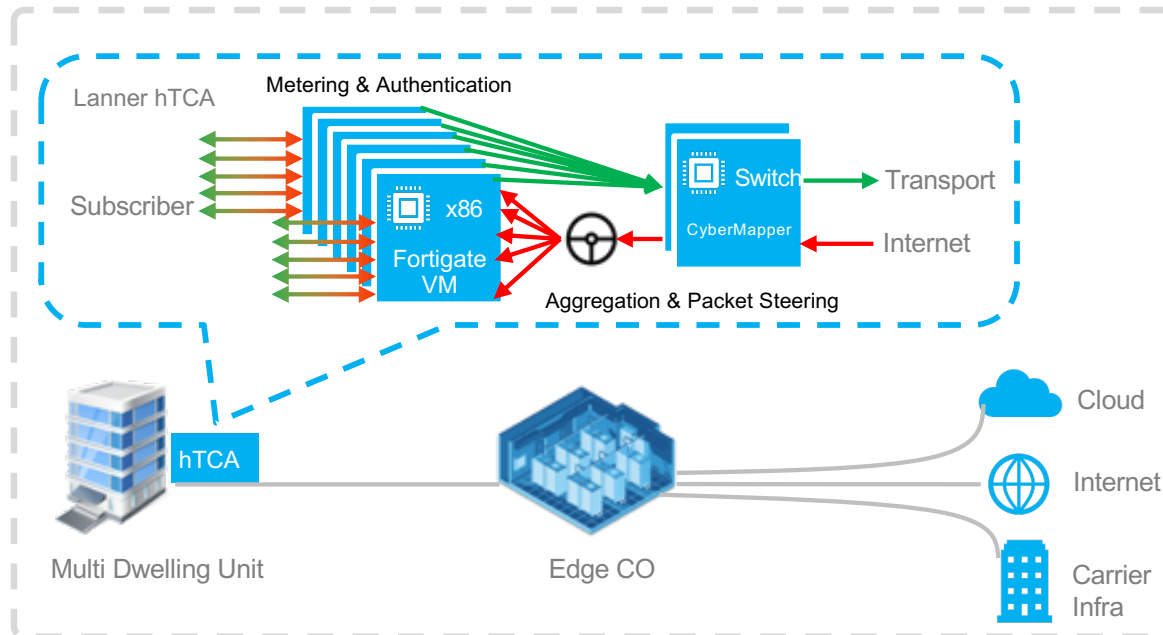 Metering & Authentication
Lanner hTCA
Subscriber
x86
Fortigate
VM
Switch
CyberMapper
Transport
Internet
Aggregation & Packet Steering
hTCA
Multi Dwelling Unit
Edge CO
Cloud
Internet
Carrier
Infra